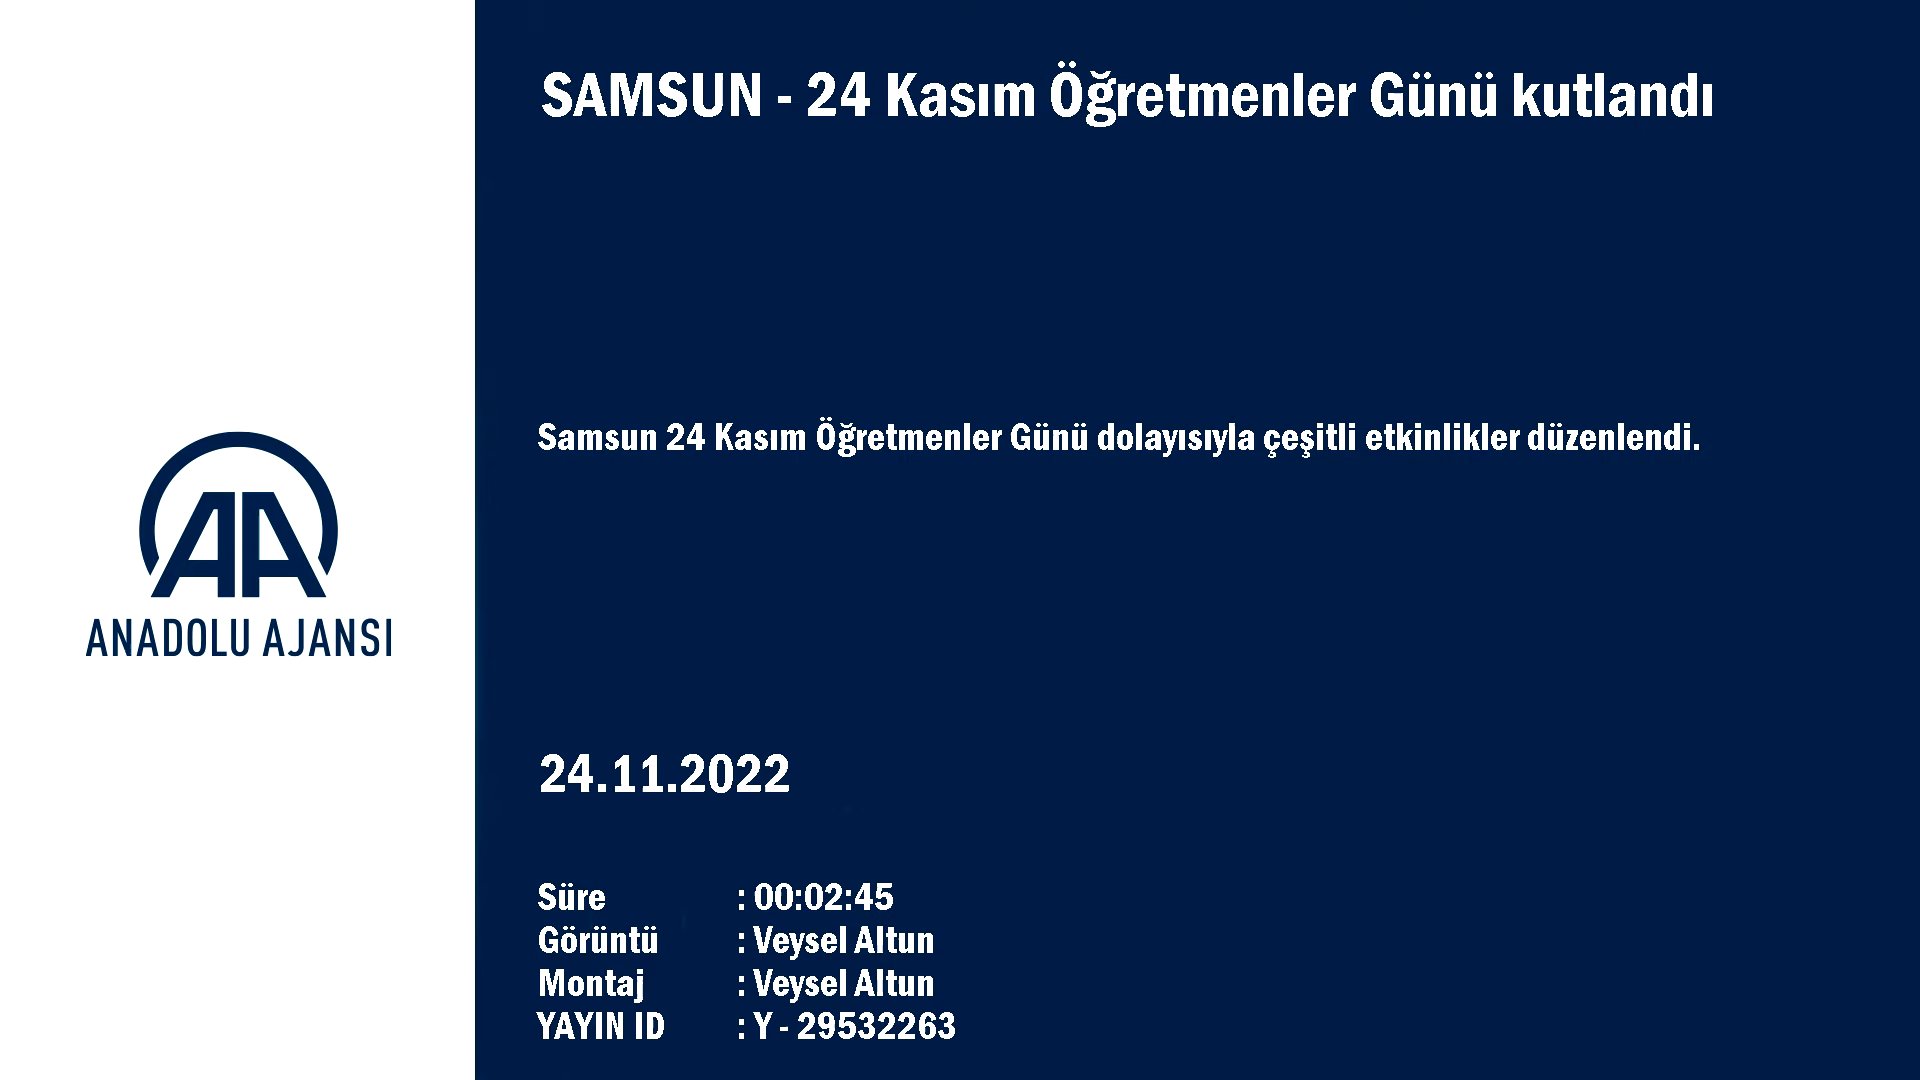 SAMSUN - 24 Kasım Öğretmenler Günü kutlandı
Samsun 24 Kasım Öğretmenler Günü dolayısıyla çeşitli etkinlikler düzenlendi.
AA
ANADOLU AJANSI
24.11.2022
Süre : 00:02:45
Görüntü : Veysel Altun
Montaj : Veysel Altun
YAYIN ID : Y - 29532263